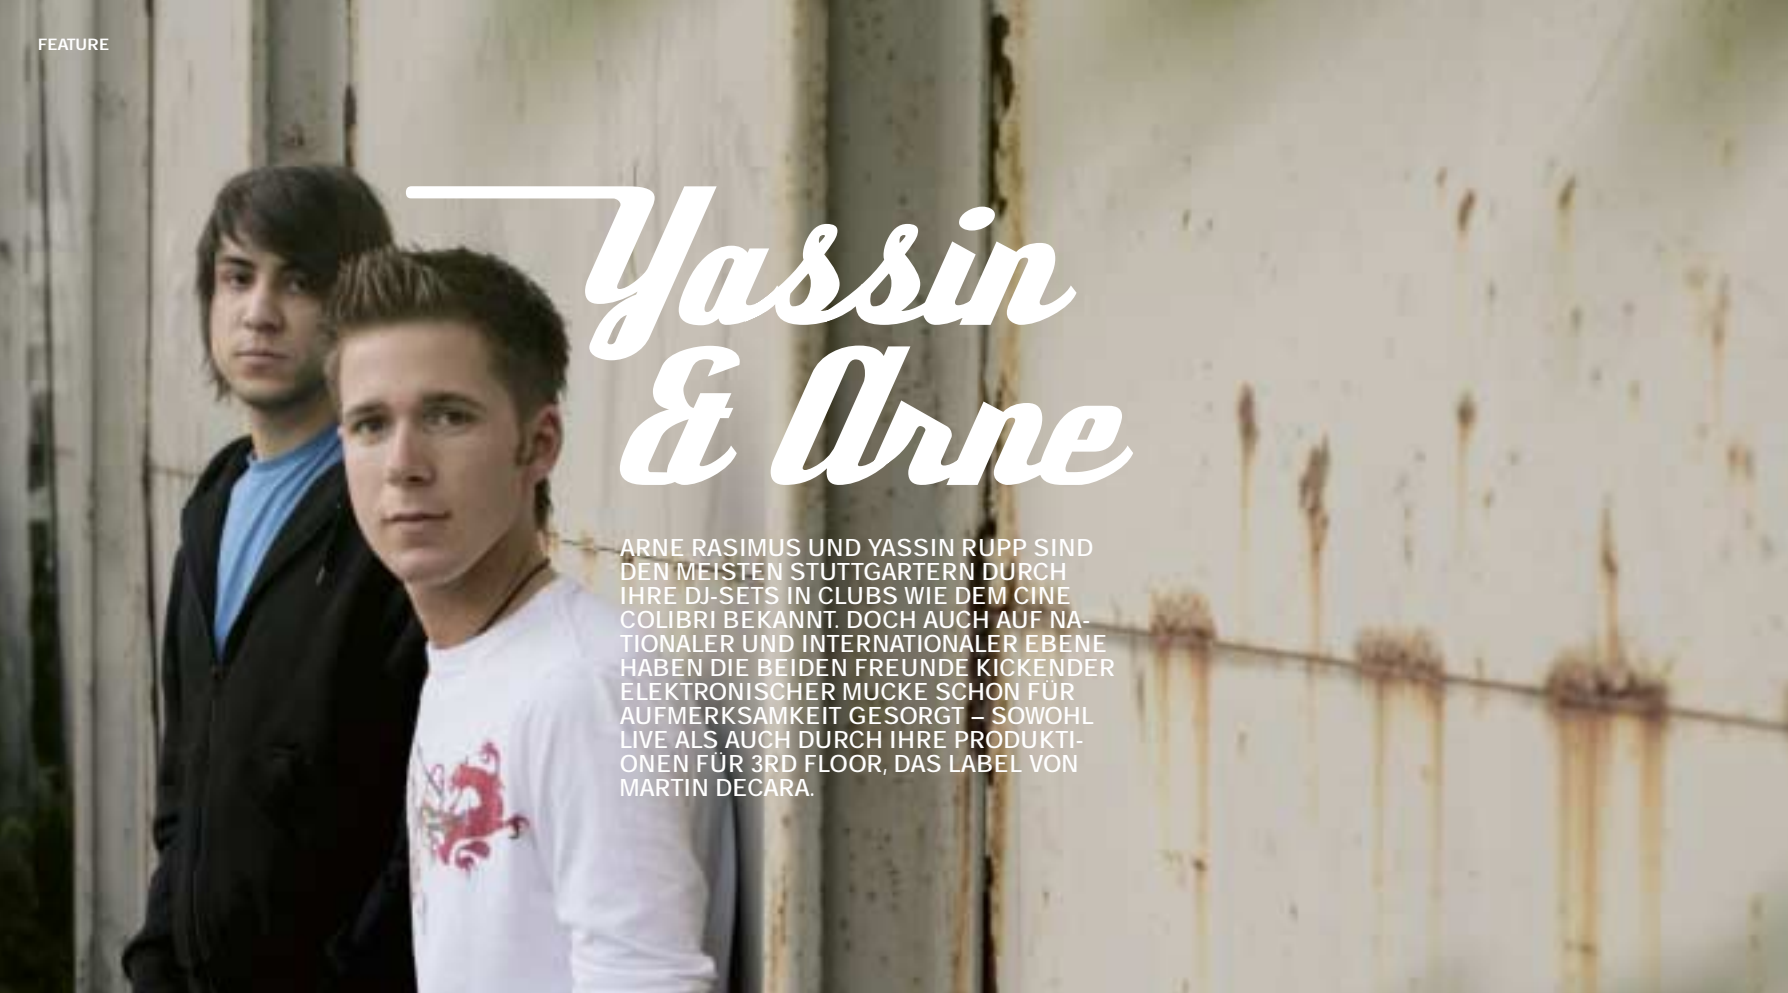 FEATURE
Yassin
& Arne
ARNE RASIMUS UND YASSIN RUPP SIND
DEN MEISTEN STUTTGARTERN DURCH
IHRE DJ-SETS IN CLUBS WIE DEM CINE
COLIBRI BEKANNT. DOCH AUCH AUF NA-
TIONALER UND INTERNATIONALER EBENE
HABEN DIE BEIDEN FREUNDE KICKENDER
ELEKTRONISCHER MUCKE SCHON FÜR
AUFMERKSAMKEIT GESORGT – SOWOHL
LIVE ALS AUCH DURCH IHRE PRODUKTI-
ONEN FÜR 3RD FLOOR, DAS LABEL VON
MARTIN DECARA.